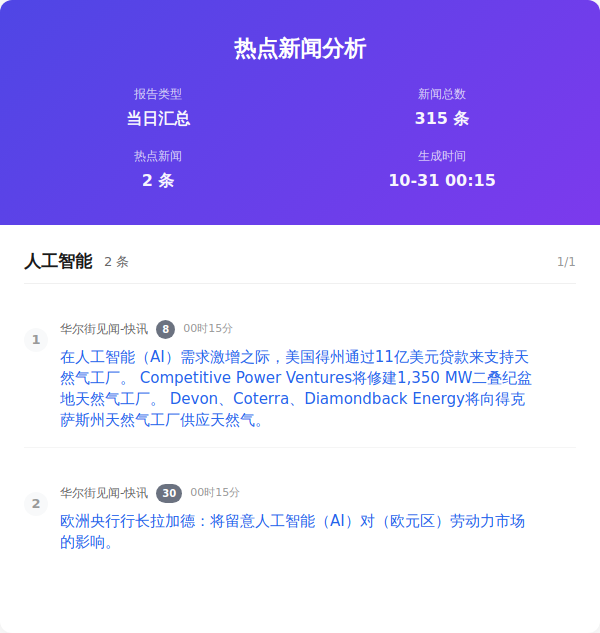 热点新闻分析
报告类型
新闻总数
当日汇总
315 条
热点新闻
生成时间
2 条
10-31 00:15
人工智能 2 条 1/1
1
华尔街见闻-快讯 8 00时15分
在人工智能（AI）需求激增之际，美国得州通过11亿美元贷款来支持天
然气工厂。 Competitive Power Ventures将修建1,350 MW二叠纪盆
地天然气工厂。 Devon、Coterra、Diamondback Energy将向得克
萨斯州天然气工厂供应天然气。
2
华尔街见闻-快讯 30 00时15分
欧洲央行行长拉加德：将留意人工智能（AI）对（欧元区）劳动力市场
的影响。